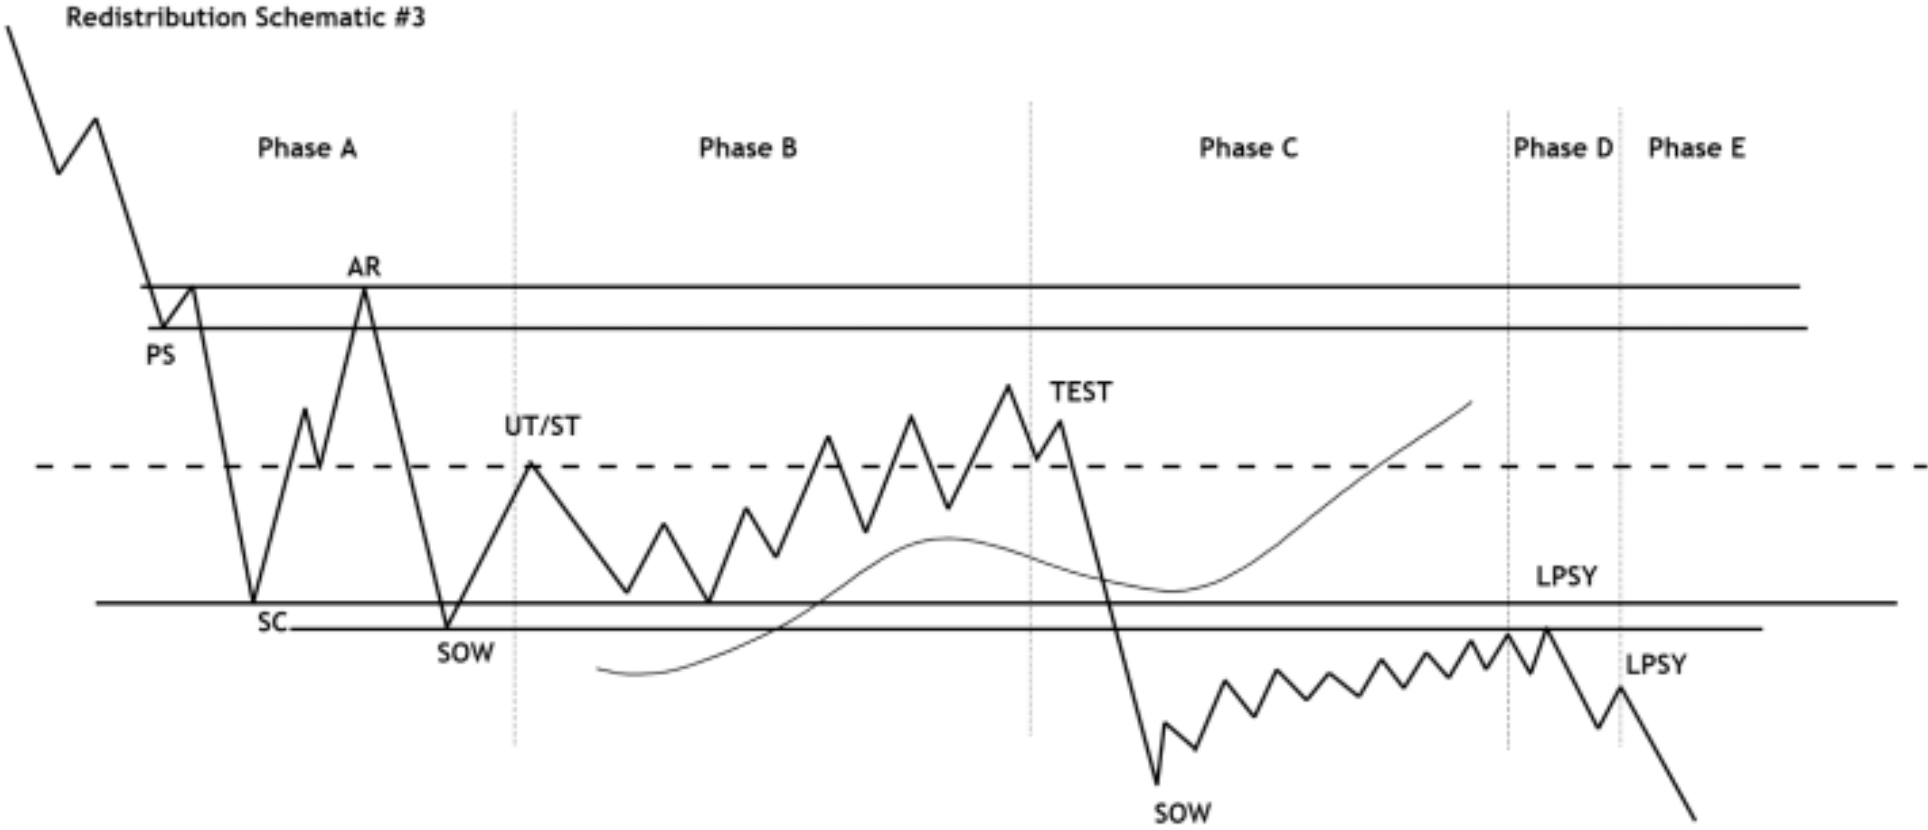 Redistribution Schematic #3
Phase A
Phase B
Phase C
Phase D
Phase E
AR
PS
TEST
UT/ST
LPSY
SC
SOW
LPSY
SOW